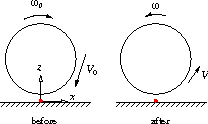 ω₀ ω
V₀ V
z
x
before after